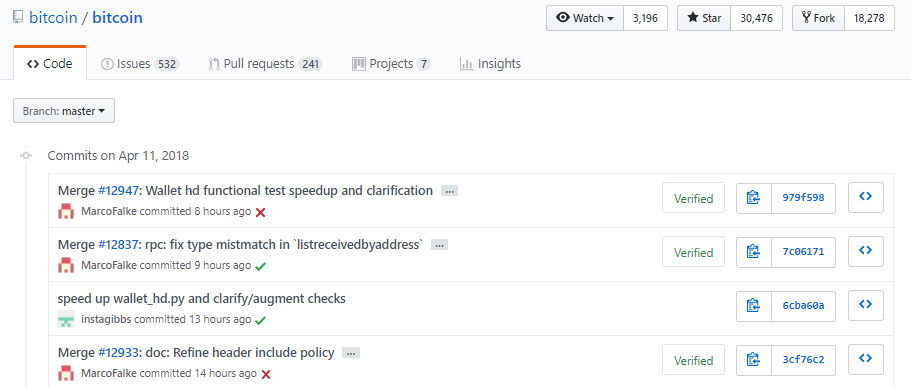 bitcoin / bitcoin
Watch 3,196 Star 30,476 Fork 18,278
Code Issues 532 Pull requests 241 Projects 7 Insights
Branch: master
Commits on Apr 11, 2018
Merge #12947: Wallet hd functional test speedup and clarification ...
MarcoFalke committed 8 hours ago
Verified 979f598
Merge #12837: rpc: fix type mistmatch in `listreceivedbyaddress` ...
MarcoFalke committed 9 hours ago
Verified 7c06171
speed up wallet_hd.py and clarify/augment checks
instagibbs committed 13 hours ago
6cba60a
Merge #12933: doc: Refine header include policy ...
MarcoFalke committed 14 hours ago
Verified 3cf76c2